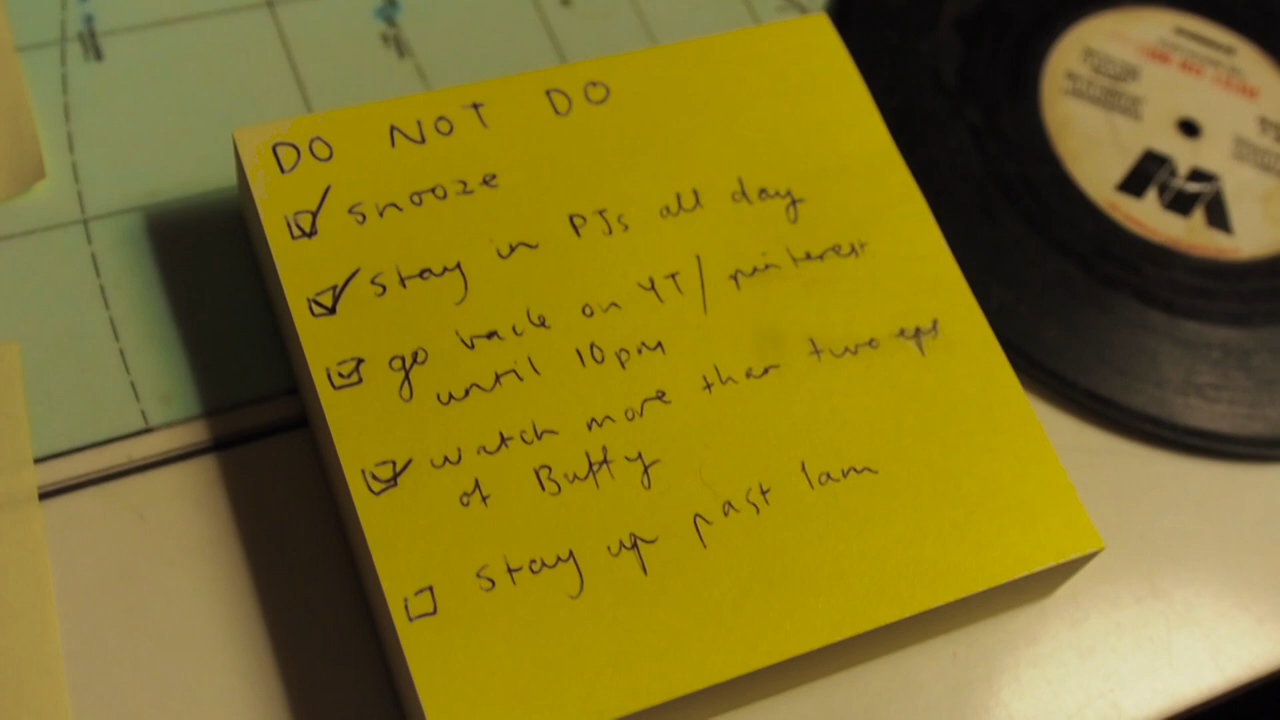 DO NOT DO
snooze
stay in PJs all day
go back on YT/pinterest
until 10pm
watch more than two eps
of Buffy
stay up past 1am